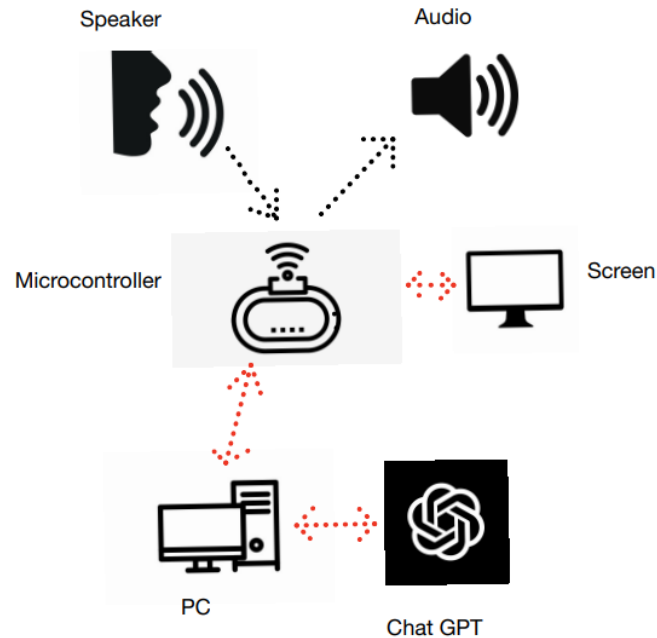 Speaker
Audio
Microcontroller
Screen
PC
Chat GPT